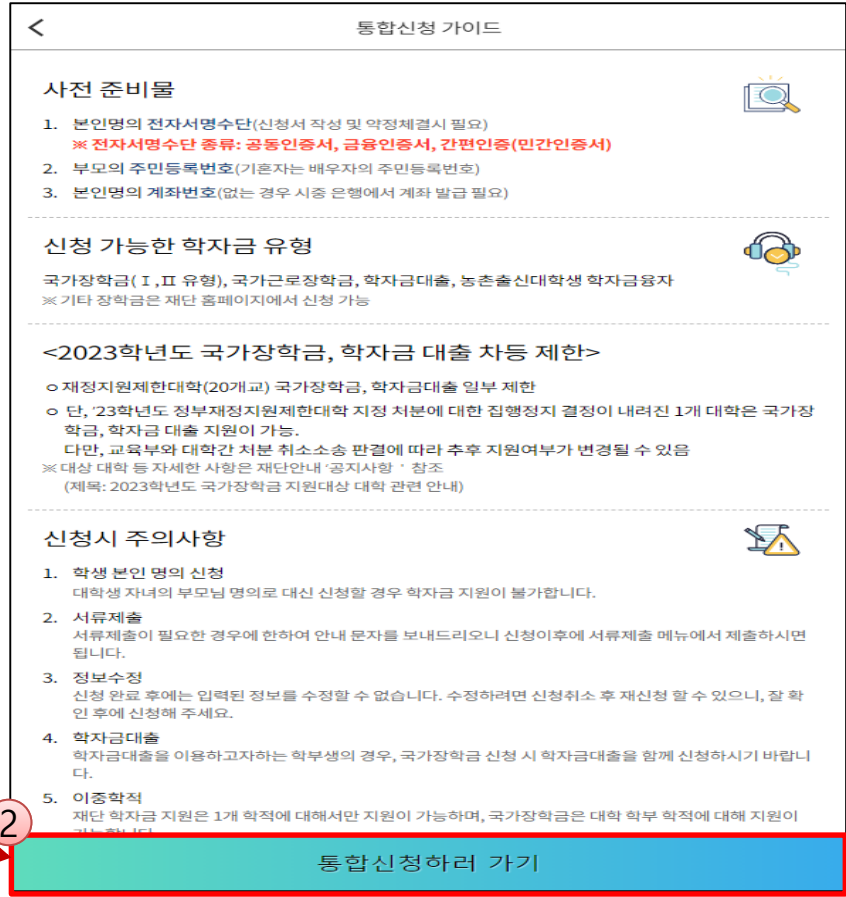 통합신청 가이드
사전 준비물
1. 본인명의 전자서명수단(신청서 작성 및 약정체결시 필요)
※ 전자서명수단 종류: 공동인증서, 금융인증서, 간편인증(민간인증서)
2. 부모의 주민등록번호(기혼자는 배우자의 주민등록번호)
3. 본인명의 계좌번호(없는 경우 시중 은행에서 계좌 발급 필요)
신청 가능한 학자금 유형
국가장학금(Ⅰ,Ⅱ 유형), 국가근로장학금, 학자금대출, 농촌출신대학생 학자금융자
※ 기타 장학금은 재단 홈페이지에서 신청 가능
<2023학년도 국가장학금, 학자금 대출 차등 제한>
ㅇ 재정지원제한대학(20개교) 국가장학금, 학자금대출 일부 제한
ㅇ 단, ‘23학년도 정부재정지원제한대학 지정 처분에 대한 집행정지 결정이 내려진 1개 대학은 국가장
학금, 학자금 대출 지원이 가능.
다만, 교육부와 대학간 처분 취소소송 판결에 따라 추후 지원여부가 변경될 수 있음
※ 대상 대학 등 자세한 사항은 재단안내 ‘공지사항 ‘ 참조
(제목: 2023학년도 국가장학금 지원대상 대학 관련 안내)
신청시 주의사항
1. 학생 본인 명의 신청
대학생 자녀의 부모님 명의로 대신 신청할 경우 학자금 지원이 불가합니다.
2. 서류제출
서류제출이 필요한 경우에 한하여 안내 문자를 보내드리오니 신청이후에 서류제출 메뉴에서 제출하시면
됩니다.
3. 정보수정
신청 완료 후에는 입력된 정보를 수정할 수 없습니다. 수정하려면 신청취소 후 재신청 할 수 있으니, 잘 확
인 후에 신청해 주세요.
4. 학자금대출
학자금대출을 이용하고자하는 학부생의 경우, 국가장학금 신청 시 학자금대출을 함께 신청하시기 바랍니
다.
5. 이중학적
재단 학자금 지원은 1개 학적에 대해서만 지원이 가능하며, 국가장학금은 대학 학부 학적에 대해 지원이
2
통합신청하러 가기